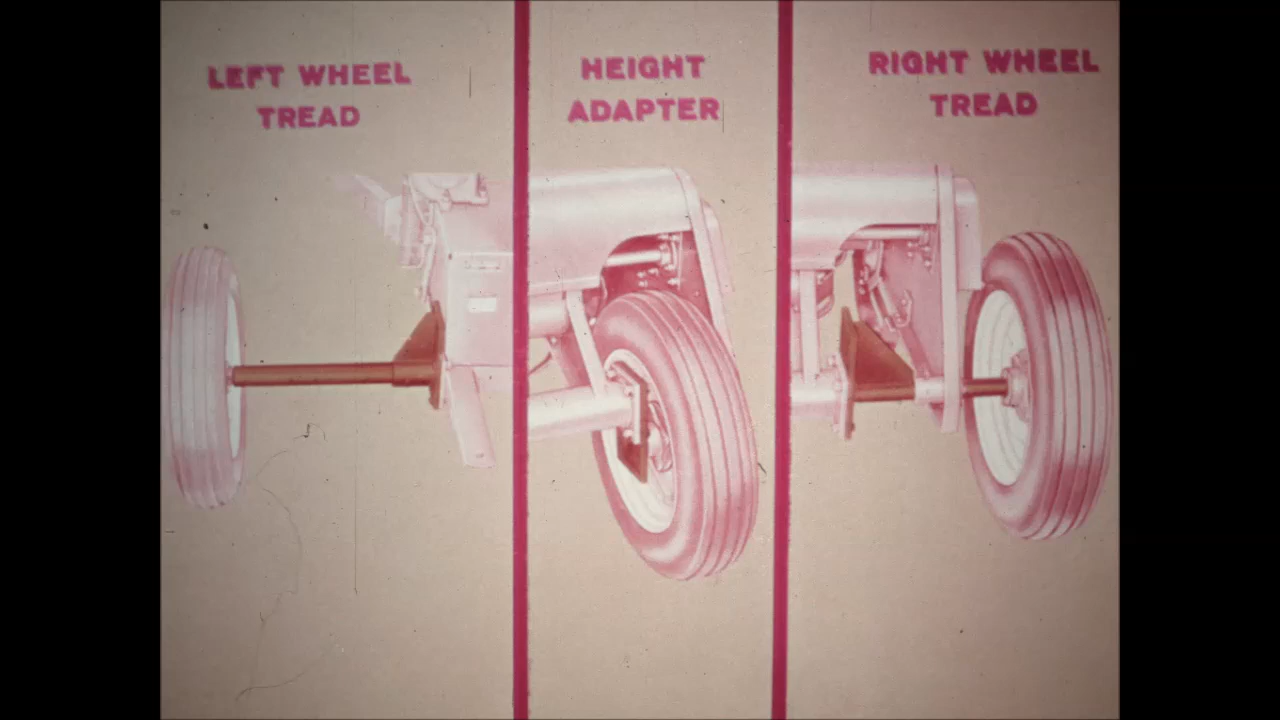 LEFT WHEEL
TREAD
HEIGHT
ADAPTER
RIGHT WHEEL
TREAD